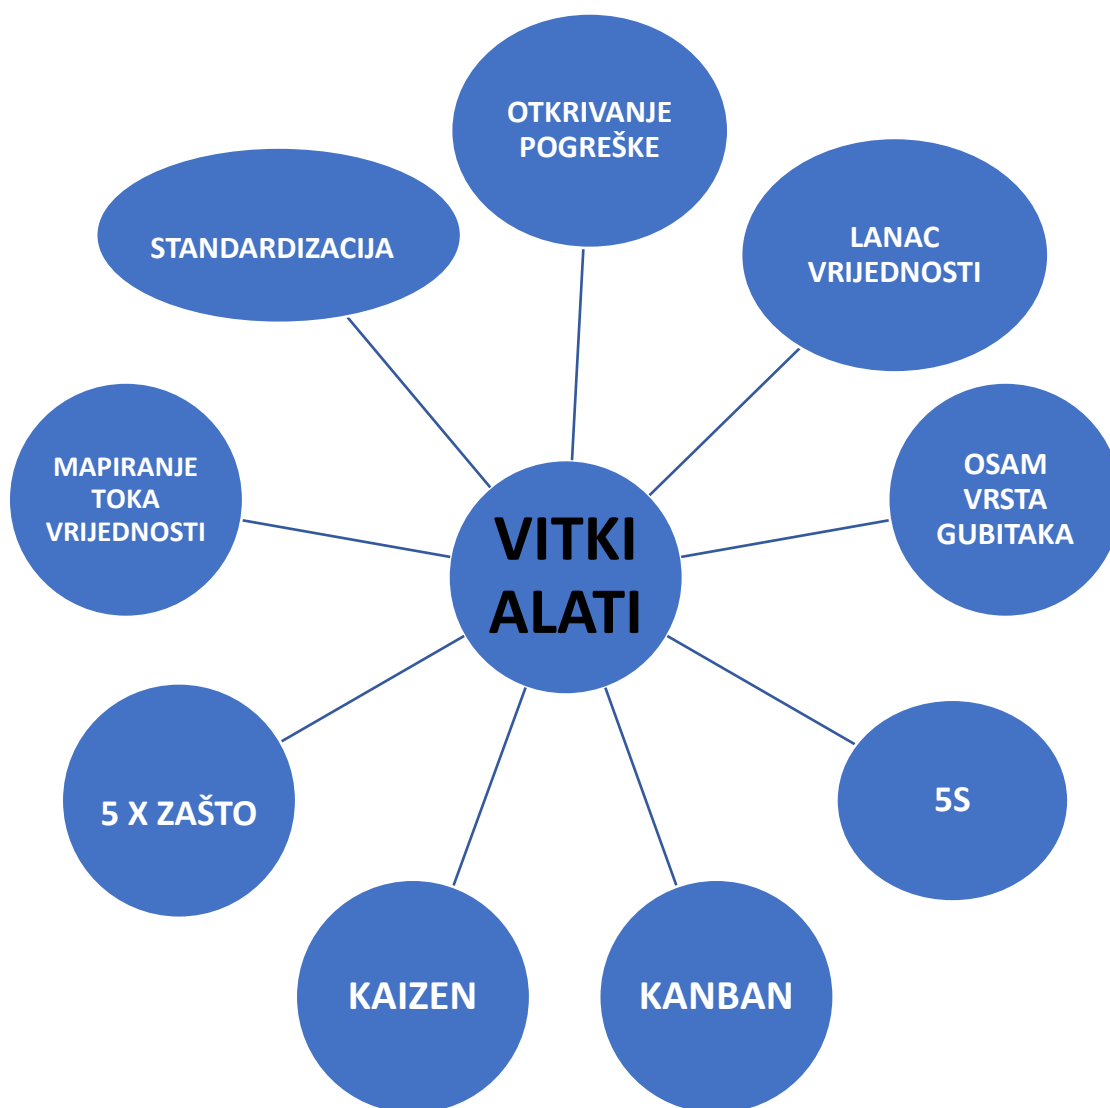 OTKRIVANJE
POGREŠKE
STANDARDIZACIJA
LANAC
VRIJEDNOSTI
MAPIRANJE
TOKA
VRIJEDNOSTI
OSAM
VRSTA
GUBITAKA
VITKI
ALATI
5 X ZAŠTO
5S
KAIZEN
KANBAN